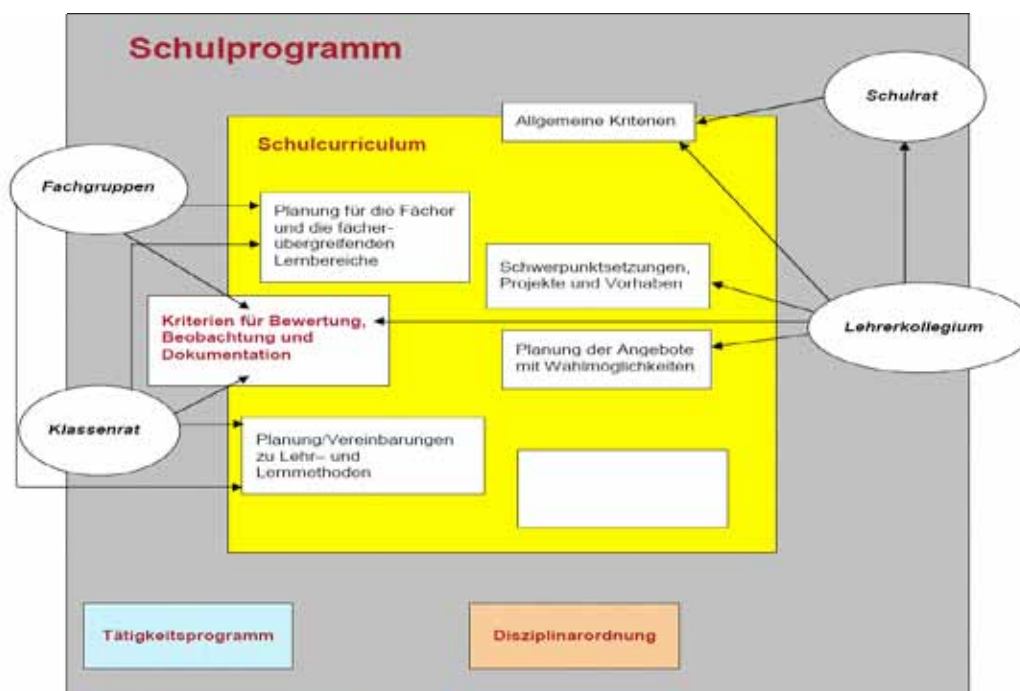 Schulprogramm
Schulrat
Allgemeine Kriterien
Schulcurriculum
Fachgruppen
Planung für die Fächer
und die fächer-
übergreifenden
Lernbereiche
Schwerpunktsetzungen,
Projekte und Vorhaben
Kriterien für Bewertung,
Beobachtung und
Dokumentation
Lehrerkollegium
Planung der Angebote
mit Wahlmöglichkeiten
Klassenrat
Planung/Vereinbarungen
zu Lehr– und
Lernmethoden
Tätigkeitsprogramm
Disziplinarordnung